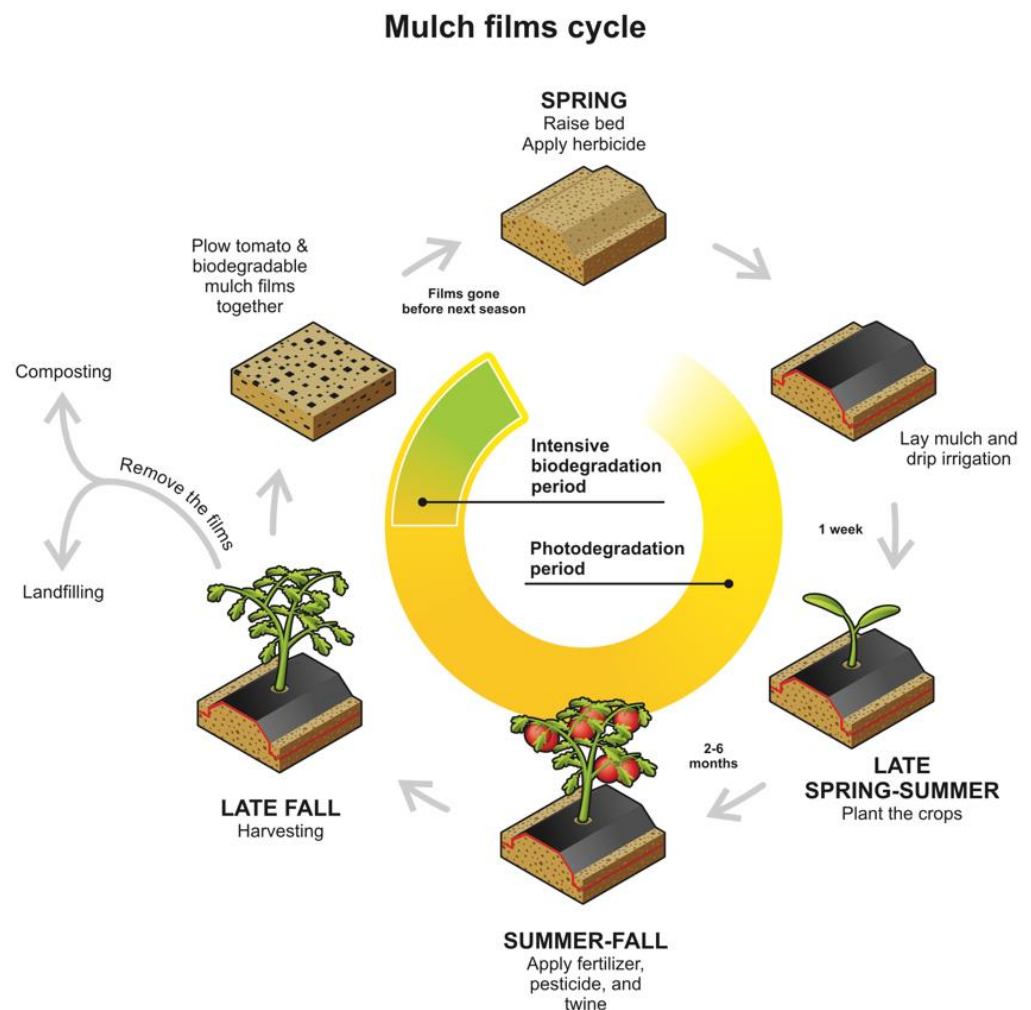 Mulch films cycle
SPRING
Raise bed
Apply herbicide
Plow tomato &
biodegradable
mulch films
together
Films gone
before next season
Composting
Remove the films
Landfilling
Lay mulch and
drip irrigation
Intensive
biodegradation
period
1 week
Photodegradation
period
2-6
months
LATE
SPRING-SUMMER
Plant the crops
LATE FALL
Harvesting
SUMMER-FALL
Apply fertilizer,
pesticide, and
twine